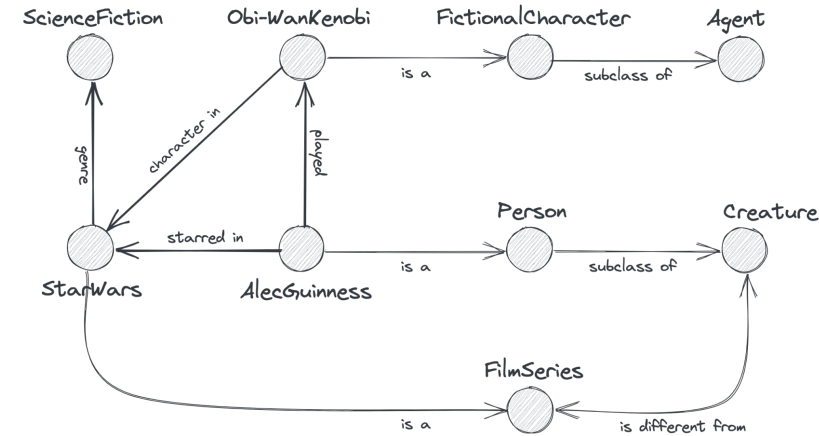 ScienceFiction
Obi-WanKenobi
FictionalCharacter
Agent
is a
subclass of
character in
genre
played
Person
Creature
starred in
is a
subclass of
StarWars
AlecGuinness
FilmSeries
is a
is different from